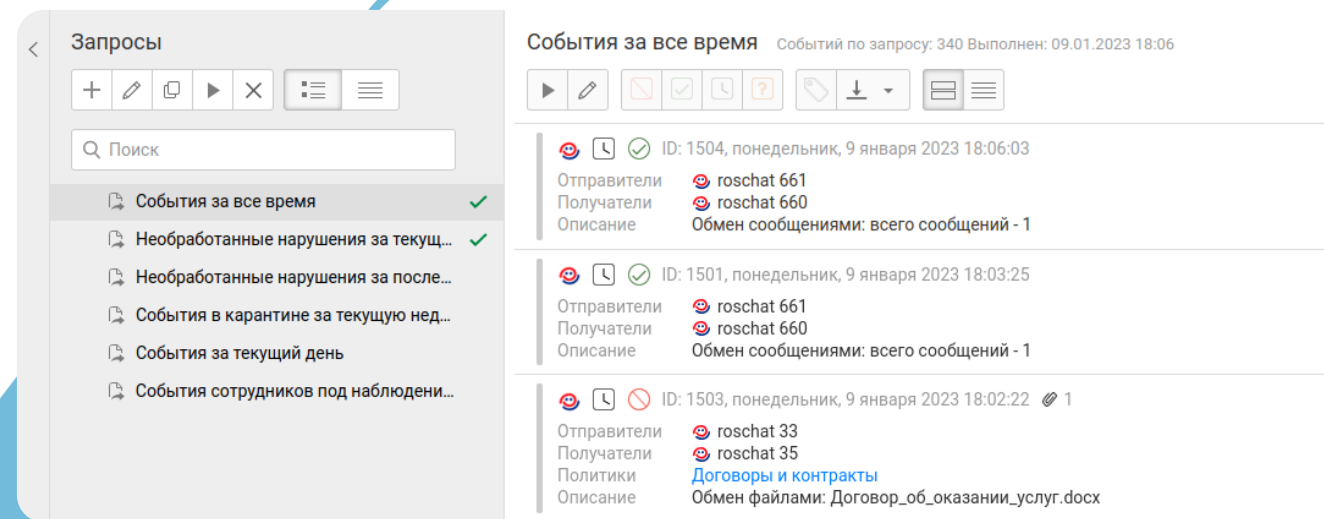 Запросы
Поиск
События за все время
Необработанные нарушения за текущ...
Необработанные нарушения за после...
События в карантине за текущую нед...
События за текущий день
События сотрудников под наблюдени...
События за все время Событий по запросу: 340 Выполнен: 09.01.2023 18:06
ID: 1504, понедельник, 9 января 2023 18:06:03
Отправители roschat 661
Получатели roschat 660
Описание Обмен сообщениями: всего сообщений - 1
ID: 1501, понедельник, 9 января 2023 18:03:25
Отправители roschat 661
Получатели roschat 660
Описание Обмен сообщениями: всего сообщений - 1
ID: 1503, понедельник, 9 января 2023 18:02:22 1
Отправители roschat 33
Получатели roschat 35
Политики Договоры и контракты
Описание Обмен файлами: Договор_об_оказании_услуг.docx